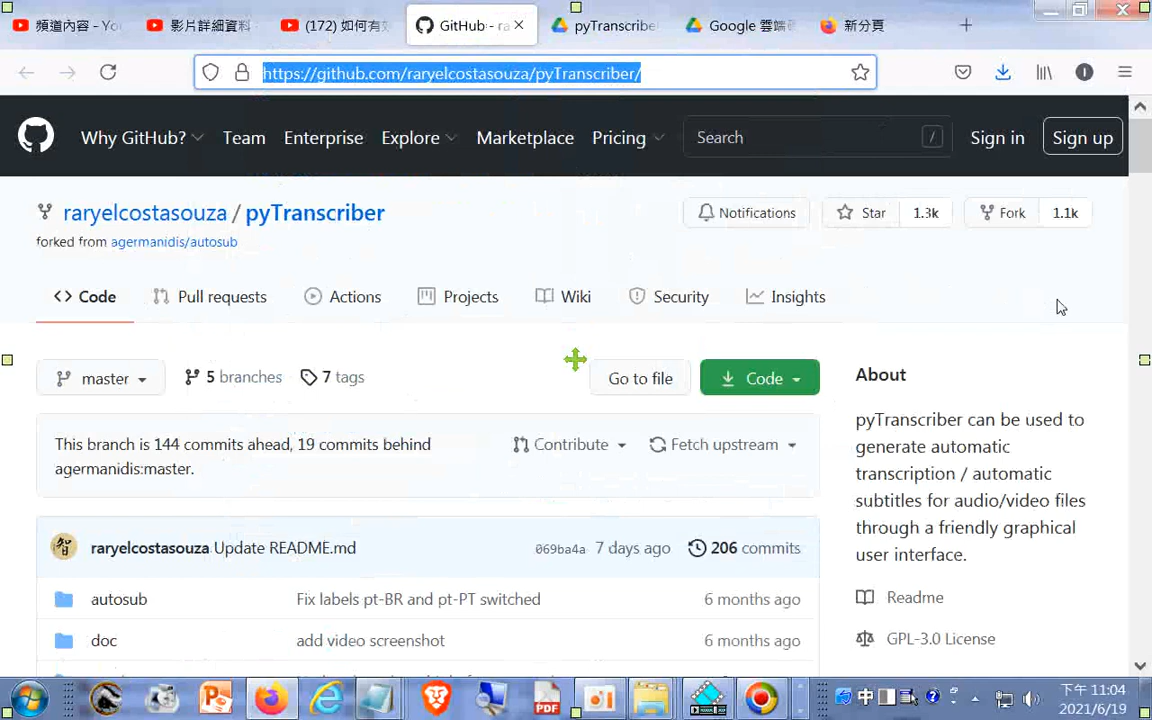 頻道內容 - Yo
影片詳細資料
(172) 如何有效
GitHub - ra
pyTranscribe
Google 雲端
新分頁
https://github.com/raryelcostasouza/pyTranscriber/
Why GitHub?
Team
Enterprise
Explore
Marketplace
Pricing
Search
/
Sign in
Sign up
raryelcostasouza / pyTranscriber
Notifications
Star
1.3k
Fork
1.1k
forked from agermanidis/autosub
Code
Pull requests
Actions
Projects
Wiki
Security
Insights
master
5 branches
7 tags
Go to file
Code
This branch is 144 commits ahead, 19 commits behind
agermanidis:master.
Contribute
Fetch upstream
raryelcostasouza Update README.md
069ba4a 7 days ago
206 commits
autosub
Fix labels pt-BR and pt-PT switched
6 months ago
doc
add video screenshot
6 months ago
About
pyTranscriber can be used to
generate automatic
transcription / automatic
subtitles for audio/video files
through a friendly graphical
user interface.
Readme
GPL-3.0 License
PDF
中
下午 11:04
2021/6/19